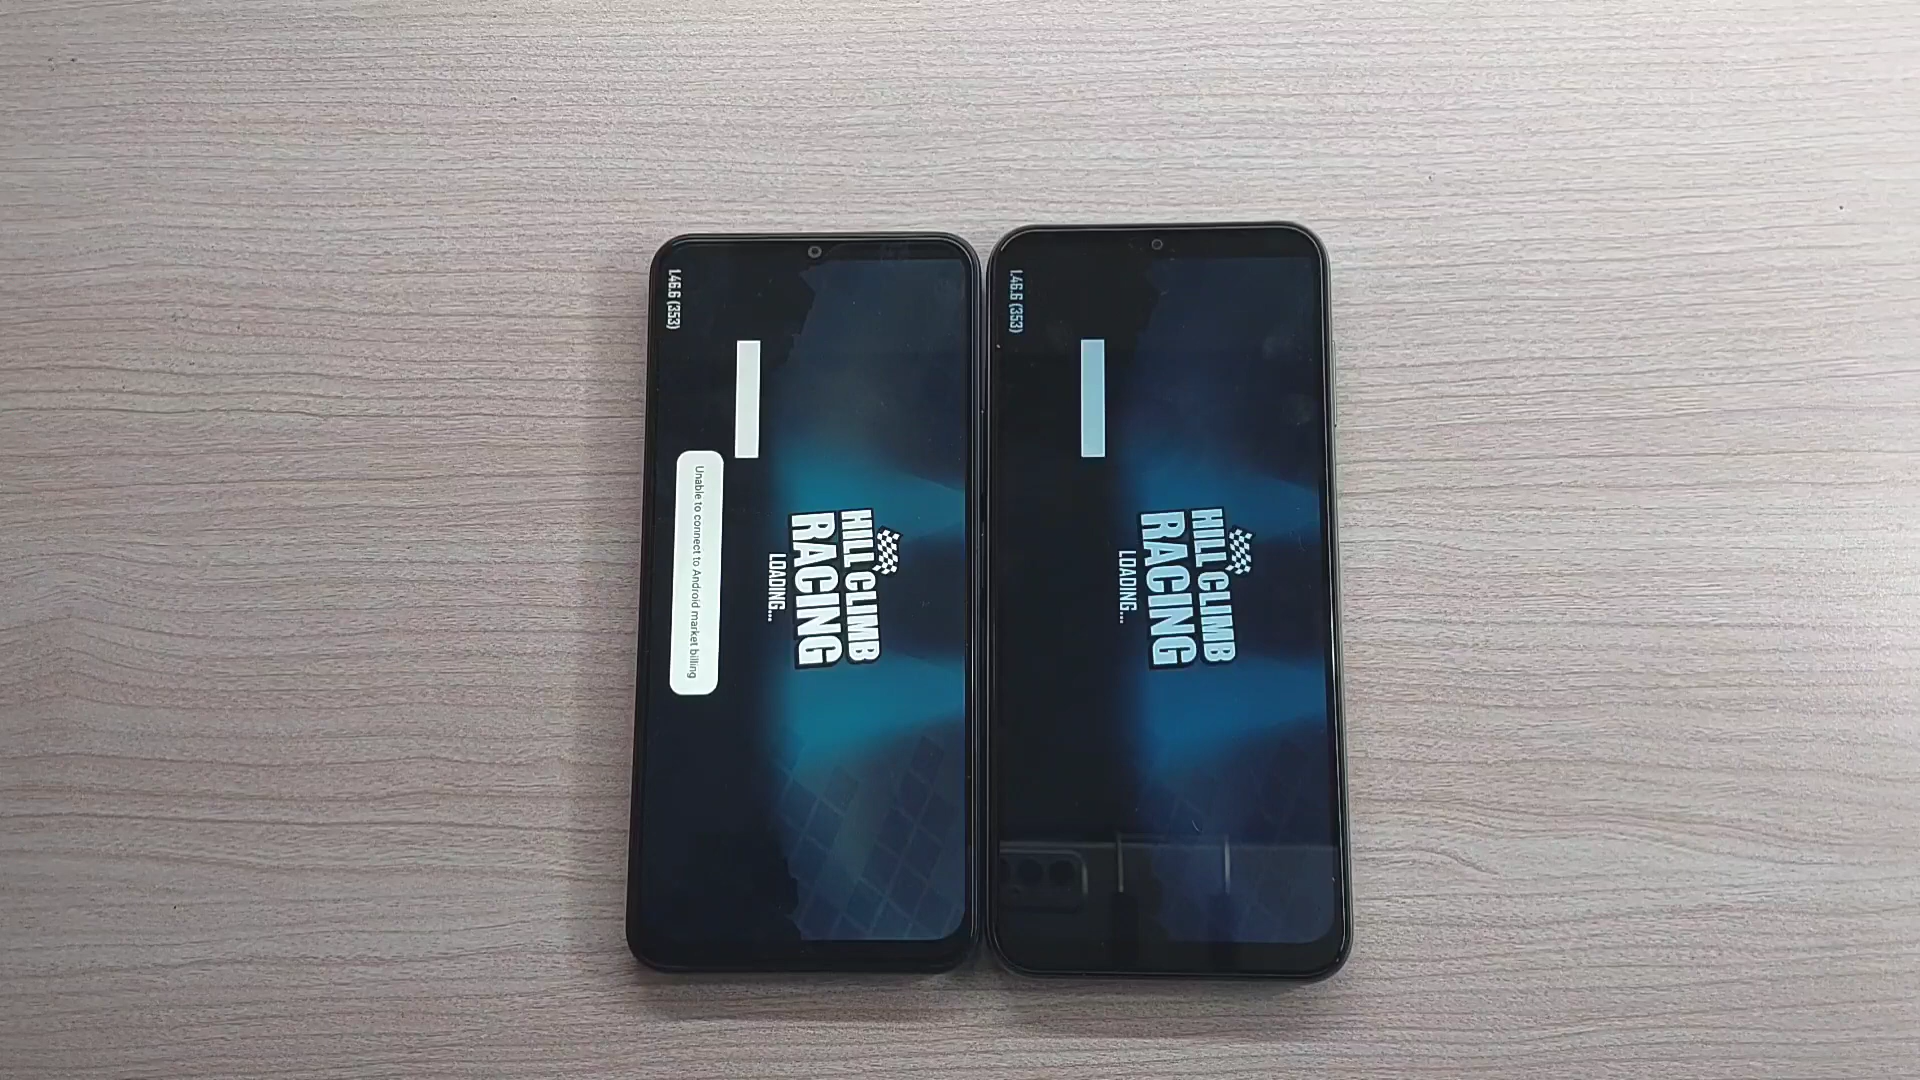 1.46.6 (353)
HILL CLIMB
RACING
LOADING...
Unable to connect to Android market billing
1.46.6 (353)
HILL CLIMB
RACING
LOADING...